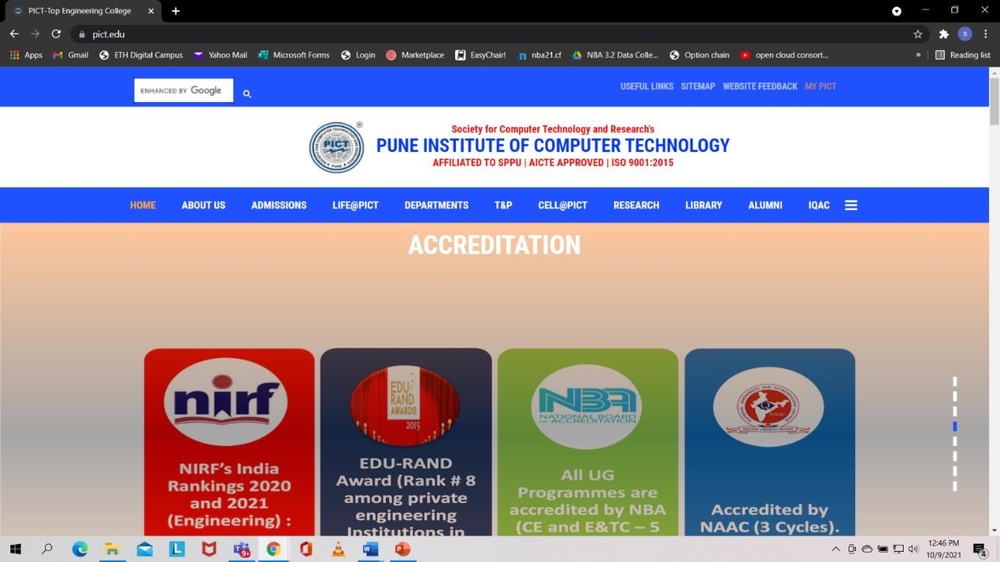 PICT-Top Engineering College
pict.edu
S
Apps Gmail ETH Digital Campus Yahoo Mail Microsoft Forms Login Marketplace EasyChair! nba21.cf NBA 3.2 Data Colle... Option chain open cloud consort... » Reading list
ENHANCED BY Google
USEFUL LINKS SITEMAP WEBSITE FEEDBACK MY PICT
PICT
Society for Computer Technology and Research's
PUNE INSTITUTE OF COMPUTER TECHNOLOGY
AFFILIATED TO SPPU | AICTE APPROVED | ISO 9001:2015
HOME ABOUT US ADMISSIONS LIFE@PICT DEPARTMENTS T&P CELL@PICT RESEARCH LIBRARY ALUMNI IQAC
ACCREDITATION
nirf
NIRF's India
Rankings 2020
and 2021
(Engineering) :
EDU-
RAND
AWARDS
2015
EDU-RAND
Award (Rank # 8
among private
engineering
Institutions in
NBA
NATIONAL BOARD
OF ACCREDITATION
All UG
Programmes are
accredited by NBA
(CE and E&TC – 5
NAAC
Accredited by
NAAC (3 Cycles).
9+
12:46 PM
10/9/2021
4